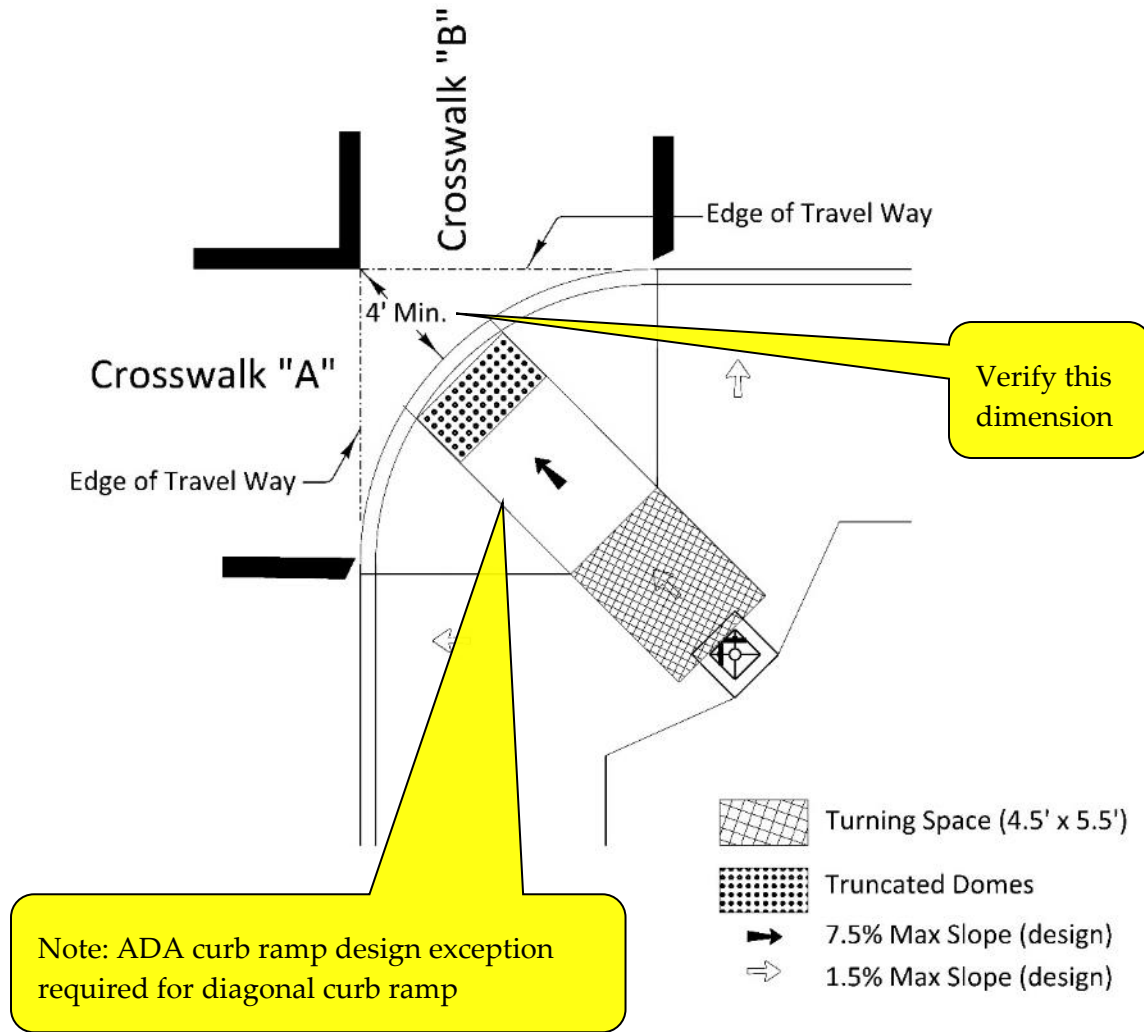 Crosswalk "B"
Edge of Travel Way
4' Min.
Crosswalk "A"
Verify this
dimension
Edge of Travel Way
Turning Space (4.5' x 5.5')
Truncated Domes
7.5% Max Slope (design)
1.5% Max Slope (design)
Note: ADA curb ramp design exception
required for diagonal curb ramp